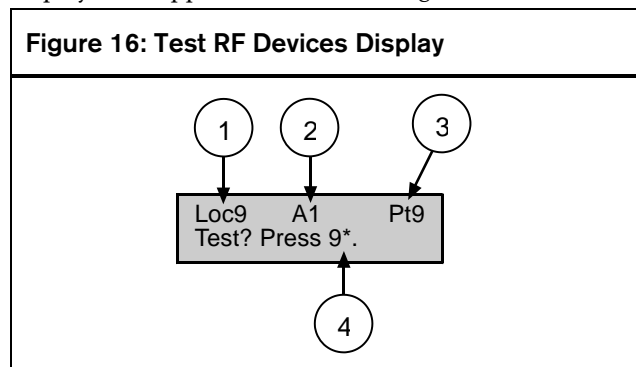 Figure 16: Test RF Devices Display
1 2 3
Loc9 A1 Pt9
Test? Press 9*.
4